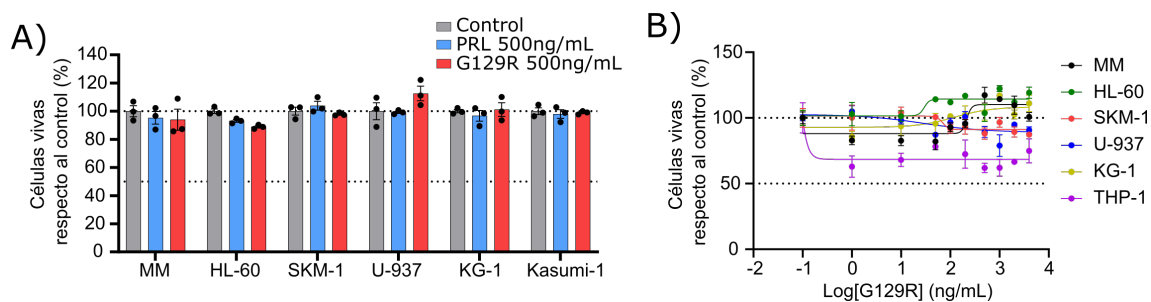 A)
Control
PRL 500ng/mL
G129R 500ng/mL
Células vivas
respecto al control (%)
140
120
100
80
60
40
20
0
MM HL-60 SKM-1 U-937 KG-1 Kasumi-1
B)
Células vivas
respecto al control (%)
150
100
50
0
-2 -1 0 1 2 3 4
Log[G129R] (ng/mL)
MM
HL-60
SKM-1
U-937
KG-1
THP-1